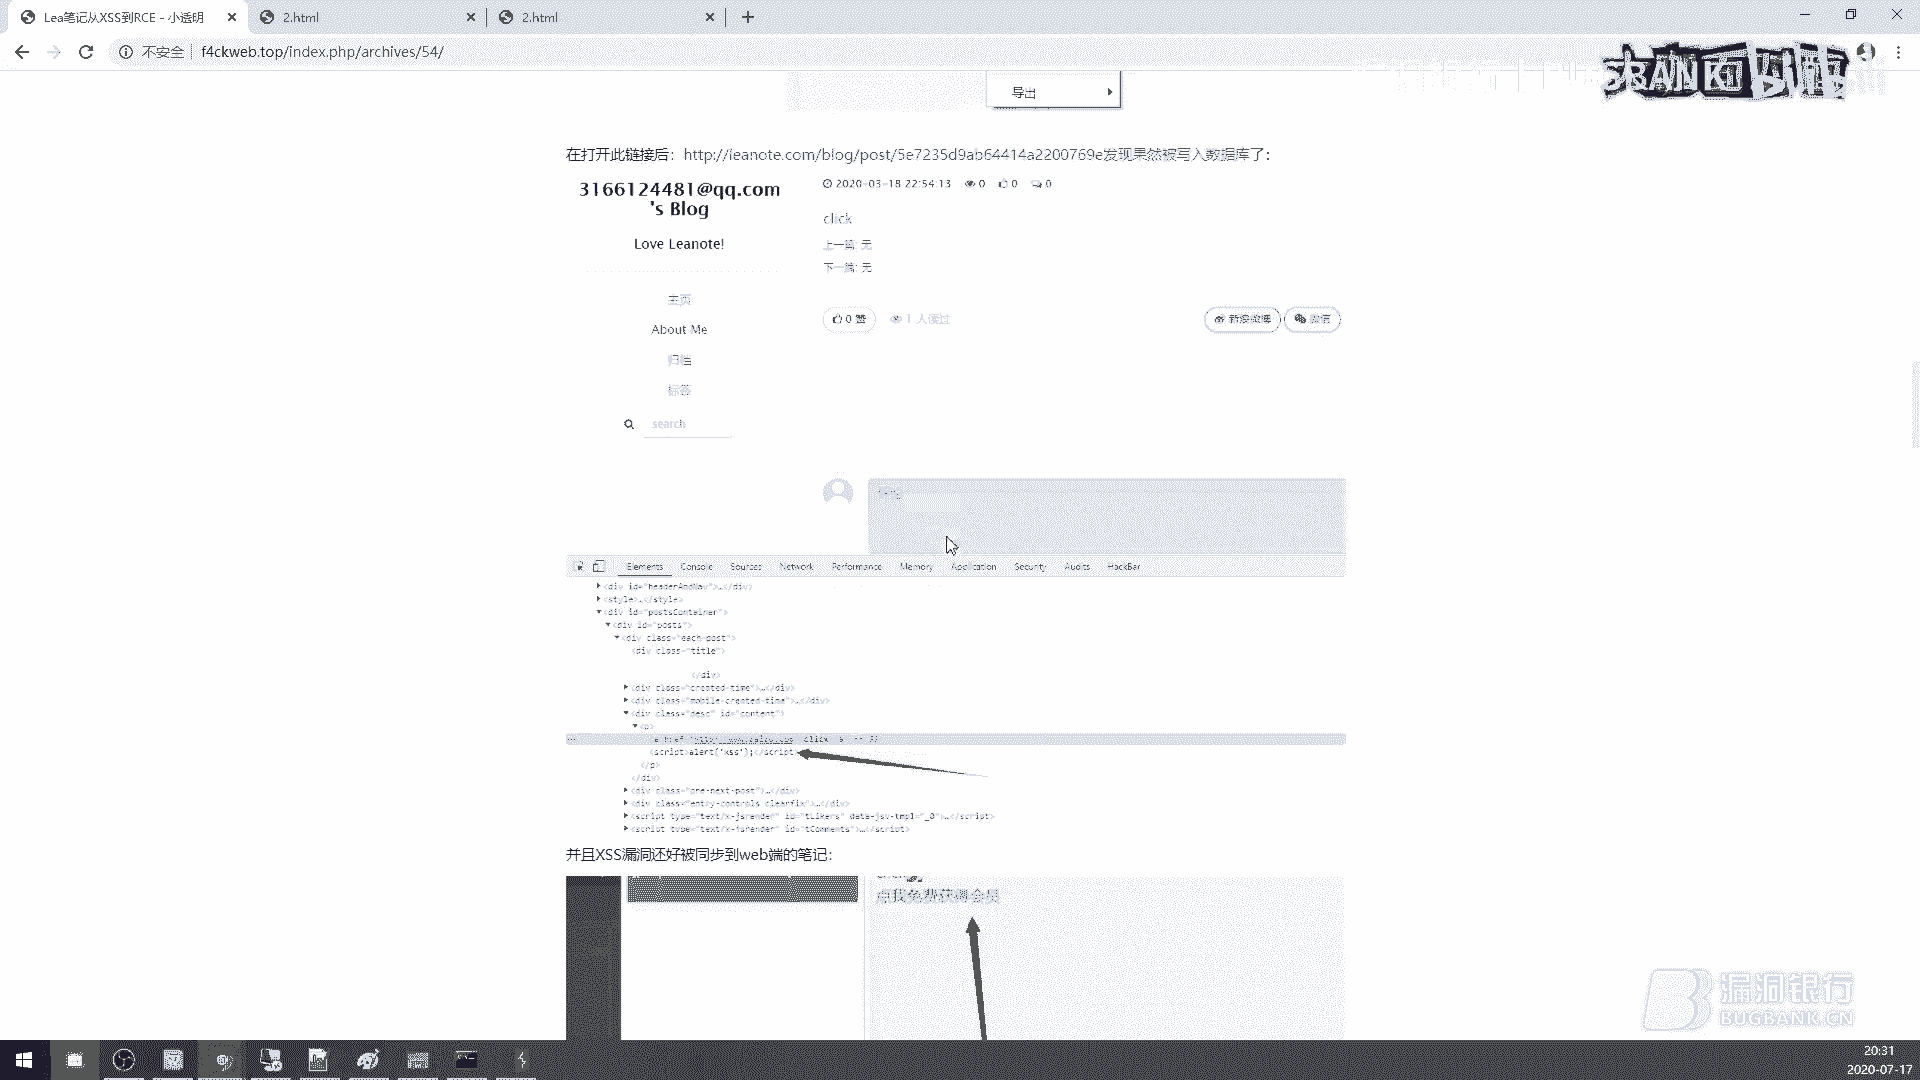 Lea笔记从XSS到RCE - 小透明
2.html
2.html
不安全
f4ckweb.top/index.php/archives/54/
导出
在打开此链接后：http://leanote.com/blog/post/5e7235d9ab64414a2200769e发现果然被写入数据库了：
3166124481@qq.com
's Blog
2020-03-18 22:54:13 0 0 0
click
Love Leanote!
上一篇: 无
下一篇: 无
主页
0 赞
1 人读过
新浪微博
微信
About Me
归档
标签
search
Elements Console Sources Network Performance Memory Application Security Audits HackBar
<div id="headerAndNav">…</div>
<style>…</style>
<div id="postsContainer">
<div id="posts">
<div class="each-post">
<div class="title">
</div>
<div class="created-time">…</div>
<div class="mobile-created-time">…</div>
<div class="desc" id="content">
<p>
<script>alert('xss');</script>
</p>
</div>
<div class="pre-next-post">…</div>
<div class="entry-controls clearfix">…</div>
<script type="text/x-jsrender" id="tLikers" data-jsv-tmpl="_0">…</script>
<script type="text/x-jsrender" id="tComments">…</script>
并且XSS漏洞还好被同步到web端的笔记：
点我免费获得会员
漏洞银行
BUGBANK.CN
20:31
2020-07-17